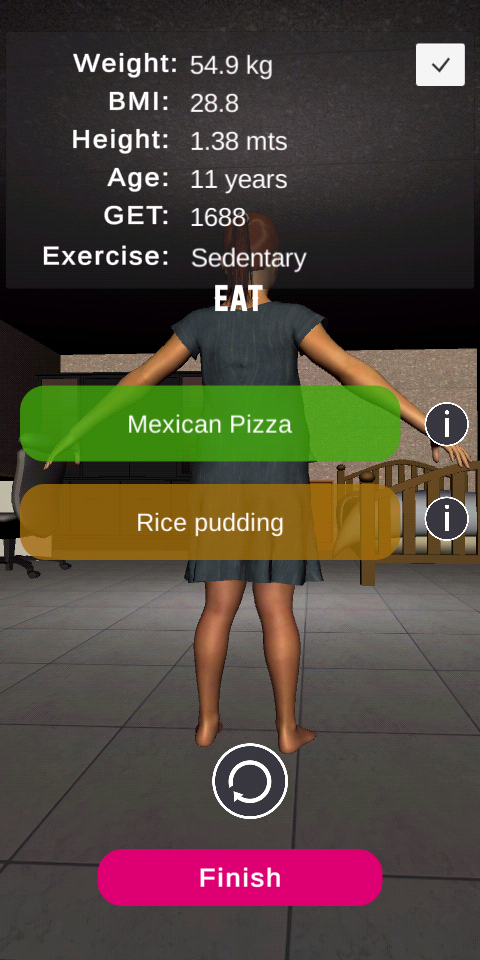 Weight: 54.9 kg
BMI: 28.8
Height: 1.38 mts
Age: 11 years
GET: 1688
Exercise: Sedentary
EAT
Mexican Pizza
i
Rice pudding
i
Finish